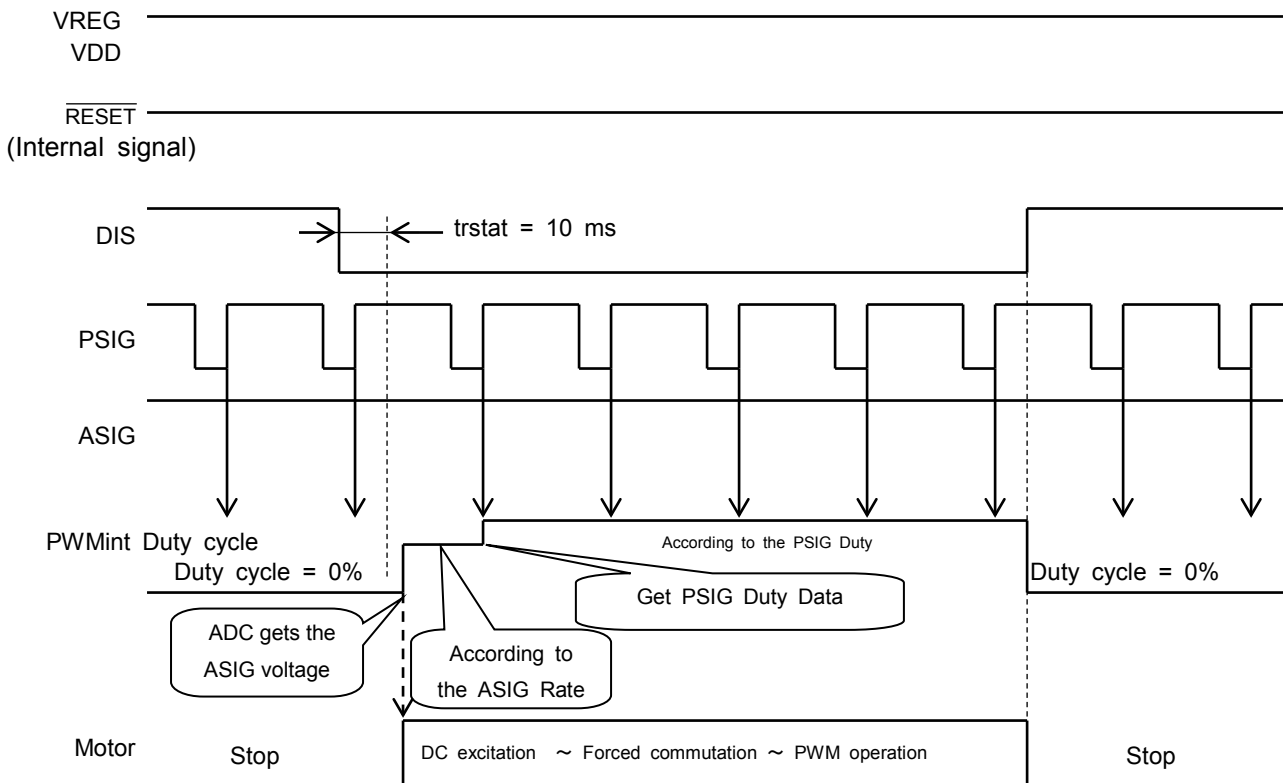 VREG
VDD
RESET
(Internal signal)
DIS
trstat = 10 ms
PSIG
ASIG
PWMint Duty cycle
According to the PSIG Duty
Duty cycle = 0%
Duty cycle = 0%
Get PSIG Duty Data
ADC gets the
ASIG voltage
According to
the ASIG Rate
Motor
Stop
DC excitation ～ Forced commutation ～ PWM operation
Stop